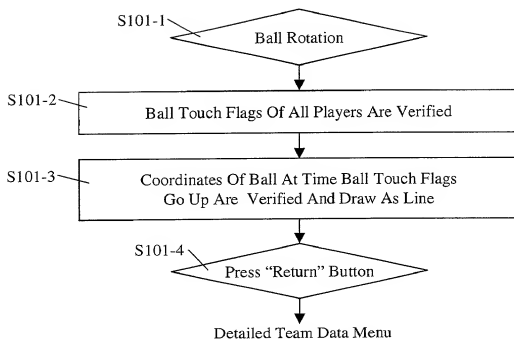 S101-1
Ball Rotation
S101-2
Ball Touch Flags Of All Players Are Verified
S101-3
Coordinates Of Ball At Time Ball Touch Flags
Go Up Are Verified And Draw As Line
S101-4
Press "Return" Button
Detailed Team Data Menu